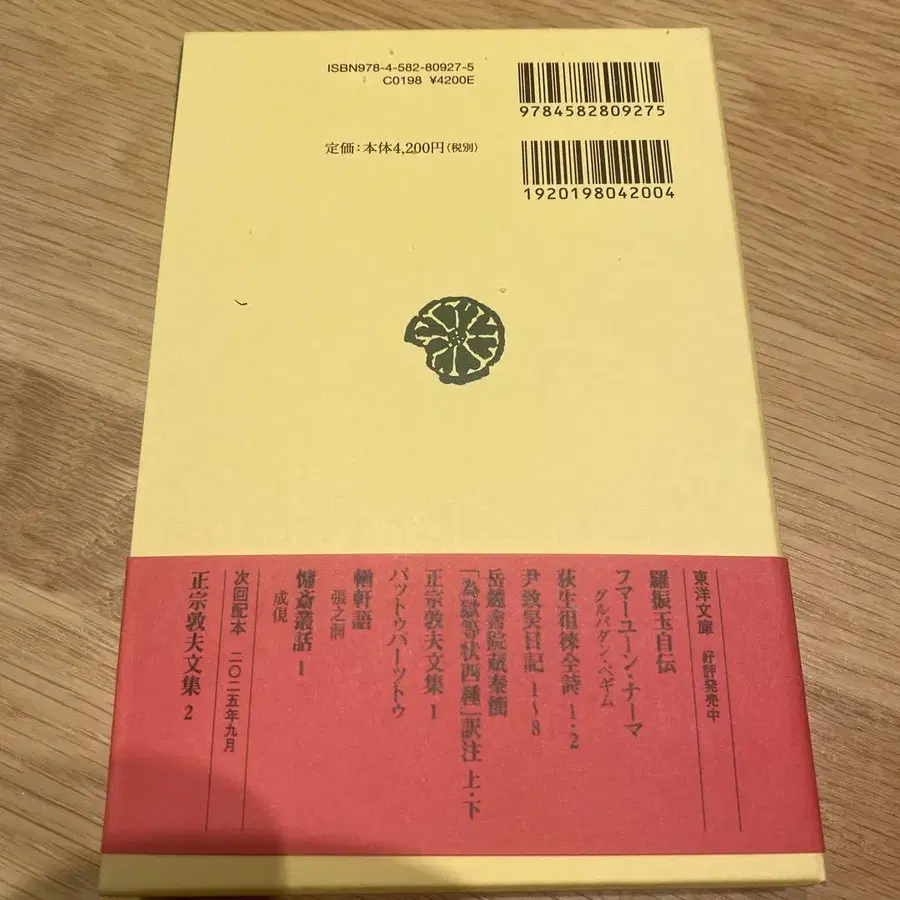 ISBN978-4-582-80927-5
C0198 ¥4200E
9784582809275
定価:本体4,200円(税別)
1920198042004
東洋文庫 好評発売中
羅振玉自伝
フマーユーン・ナーマ
グルバダン・ベギム
荻生徂徠全詩 1・2
尹致昊日記 1〜8
岳麓書院蔵秦簡
「為獄等状四種」訳注 上・下
正宗敦夫文集 1
パットゥパーットゥ
輶軒語
張之洞
慵斎叢話 1
成俔
次回配本 二〇二五年九月
正宗敦夫文集 2